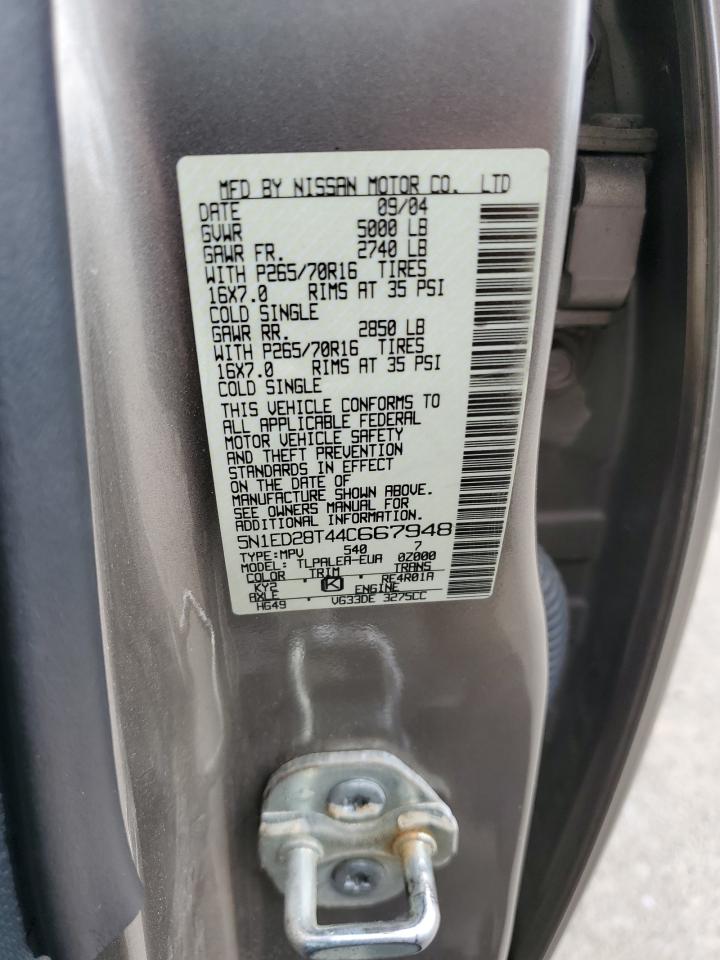 MFD BY NISSAN MOTOR CO. LTD
DATE 09/04
GVWR 5000 LB
GAWR FR. 2740 LB
WITH P265/70R16 TIRES
16X7.0 RIMS AT 35 PSI
COLD SINGLE
GAWR RR. 2850 LB
WITH P265/70R16 TIRES
16X7.0 RIMS AT 35 PSI
COLD SINGLE
THIS VEHICLE CONFORMS TO
ALL APPLICABLE FEDERAL
MOTOR VEHICLE SAFETY
AND THEFT PREVENTION
STANDARDS IN EFFECT
ON THE DATE OF
MANUFACTURE SHOWN ABOVE.
SEE OWNERS MANUAL FOR
ADDITIONAL INFORMATION
5N1ED28T44C667948
TYPE:MPV 540 7
MODEL: TLPALEA-EUA 0Z000
COLOR TRIM TRANS
KY2 K RE4R01A
AXLE ENGINE
HG49 VG33DE 3275CC